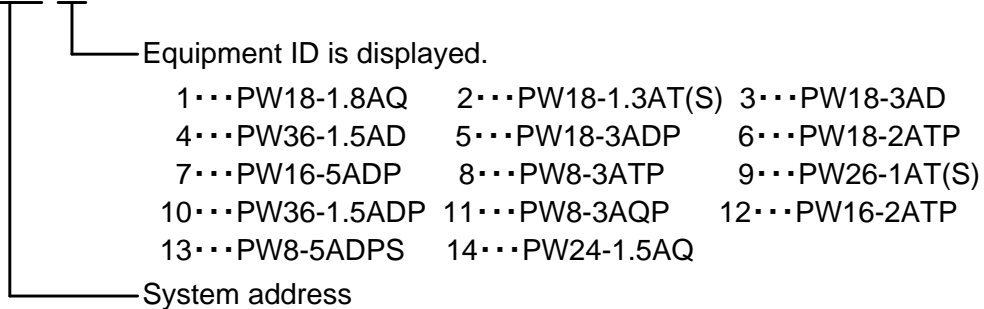 Equipment ID is displayed.
1･･･PW18-1.8AQ 2･･･PW18-1.3AT(S) 3･･･PW18-3AD
4･･･PW36-1.5AD 5･･･PW18-3ADP 6･･･PW18-2ATP
7･･･PW16-5ADP 8･･･PW8-3ATP 9･･･PW26-1AT(S)
10･･･PW36-1.5ADP 11･･･PW8-3AQP 12･･･PW16-2ATP
13･･･PW8-5ADPS 14･･･PW24-1.5AQ
System address